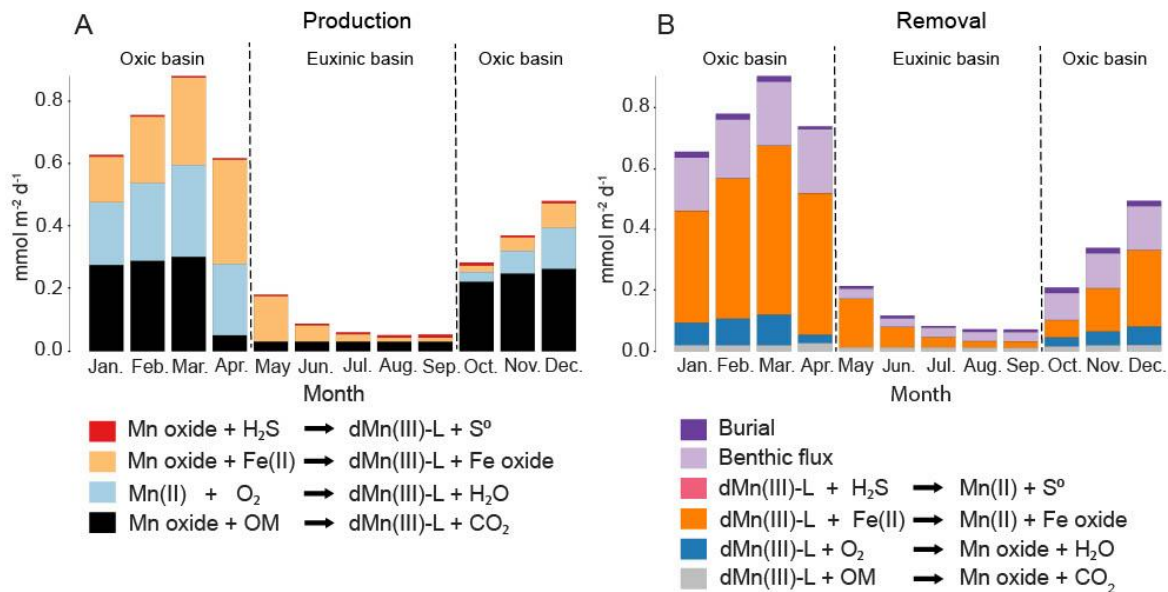 A
Production
Oxic basin
Euxinic basin
Oxic basin
mmol m⁻² d⁻¹
0.8
0.6
0.4
0.2
0.0
Jan. Feb. Mar. Apr. May Jun. Jul. Aug. Sep. Oct. Nov. Dec.
Month
Mn oxide + H₂S → dMn(III)-L + S⁰
Mn oxide + Fe(II) → dMn(III)-L + Fe oxide
Mn(II) + O₂ → dMn(III)-L + H₂O
Mn oxide + OM → dMn(III)-L + CO₂
B
Removal
Oxic basin
Euxinic basin
Oxic basin
mmol m⁻² d⁻¹
0.8
0.6
0.4
0.2
0.0
Jan. Feb. Mar. Apr. May Jun. Jul. Aug. Sep. Oct. Nov. Dec.
Month
Burial
Benthic flux
dMn(III)-L + H₂S → Mn(II) + S⁰
dMn(III)-L + Fe(II) → Mn(II) + Fe oxide
dMn(III)-L + O₂ → Mn oxide + H₂O
dMn(III)-L + OM → Mn oxide + CO₂